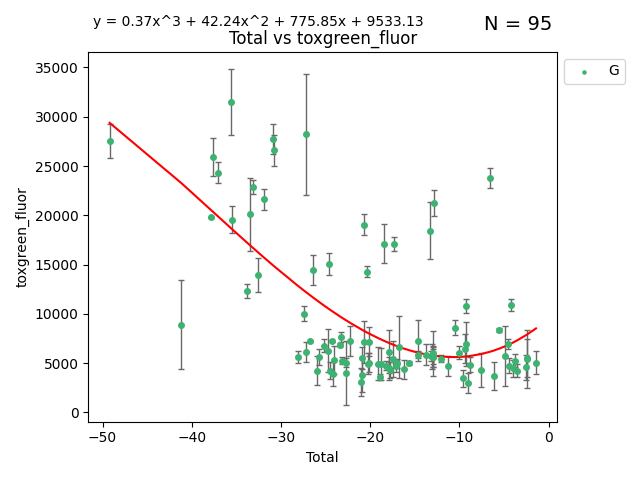 y = 0.37x^3 + 42.24x^2 + 775.85x + 9533.13
N = 95
Total vs toxgreen_fluor
G
35000
30000
25000
20000
15000
10000
5000
0
toxgreen_fluor
−50
−40
−30
−20
−10
0
Total